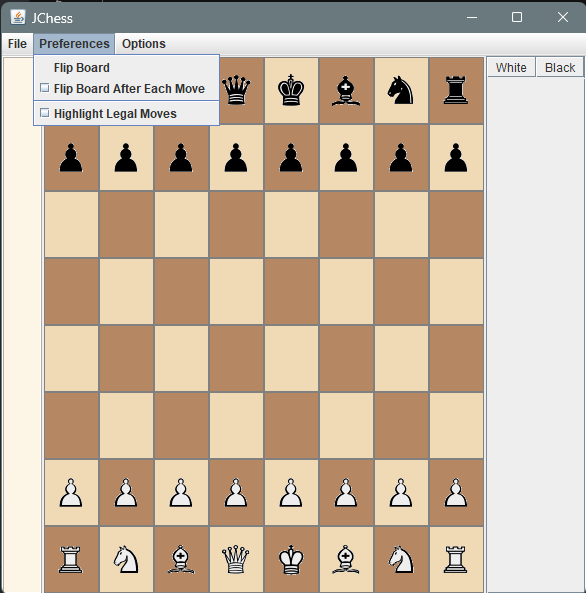 JChess
File Preferences Options
Flip Board
Flip Board After Each Move
Highlight Legal Moves
White Black